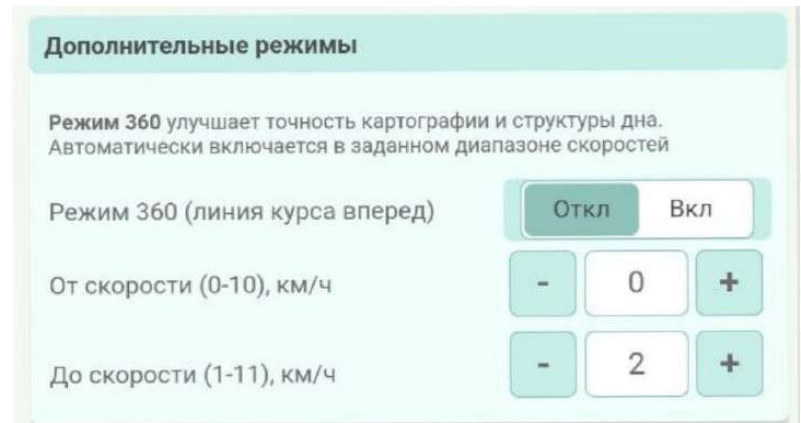 Дополнительные режимы
Режим 360 улучшает точность картографии и структуры дна.
Автоматически включается в заданном диапазоне скоростей
Режим 360 (линия курса вперед) Откл Вкл
От скорости (0-10), км/ч - 0 +
До скорости (1-11), км/ч - 2 +